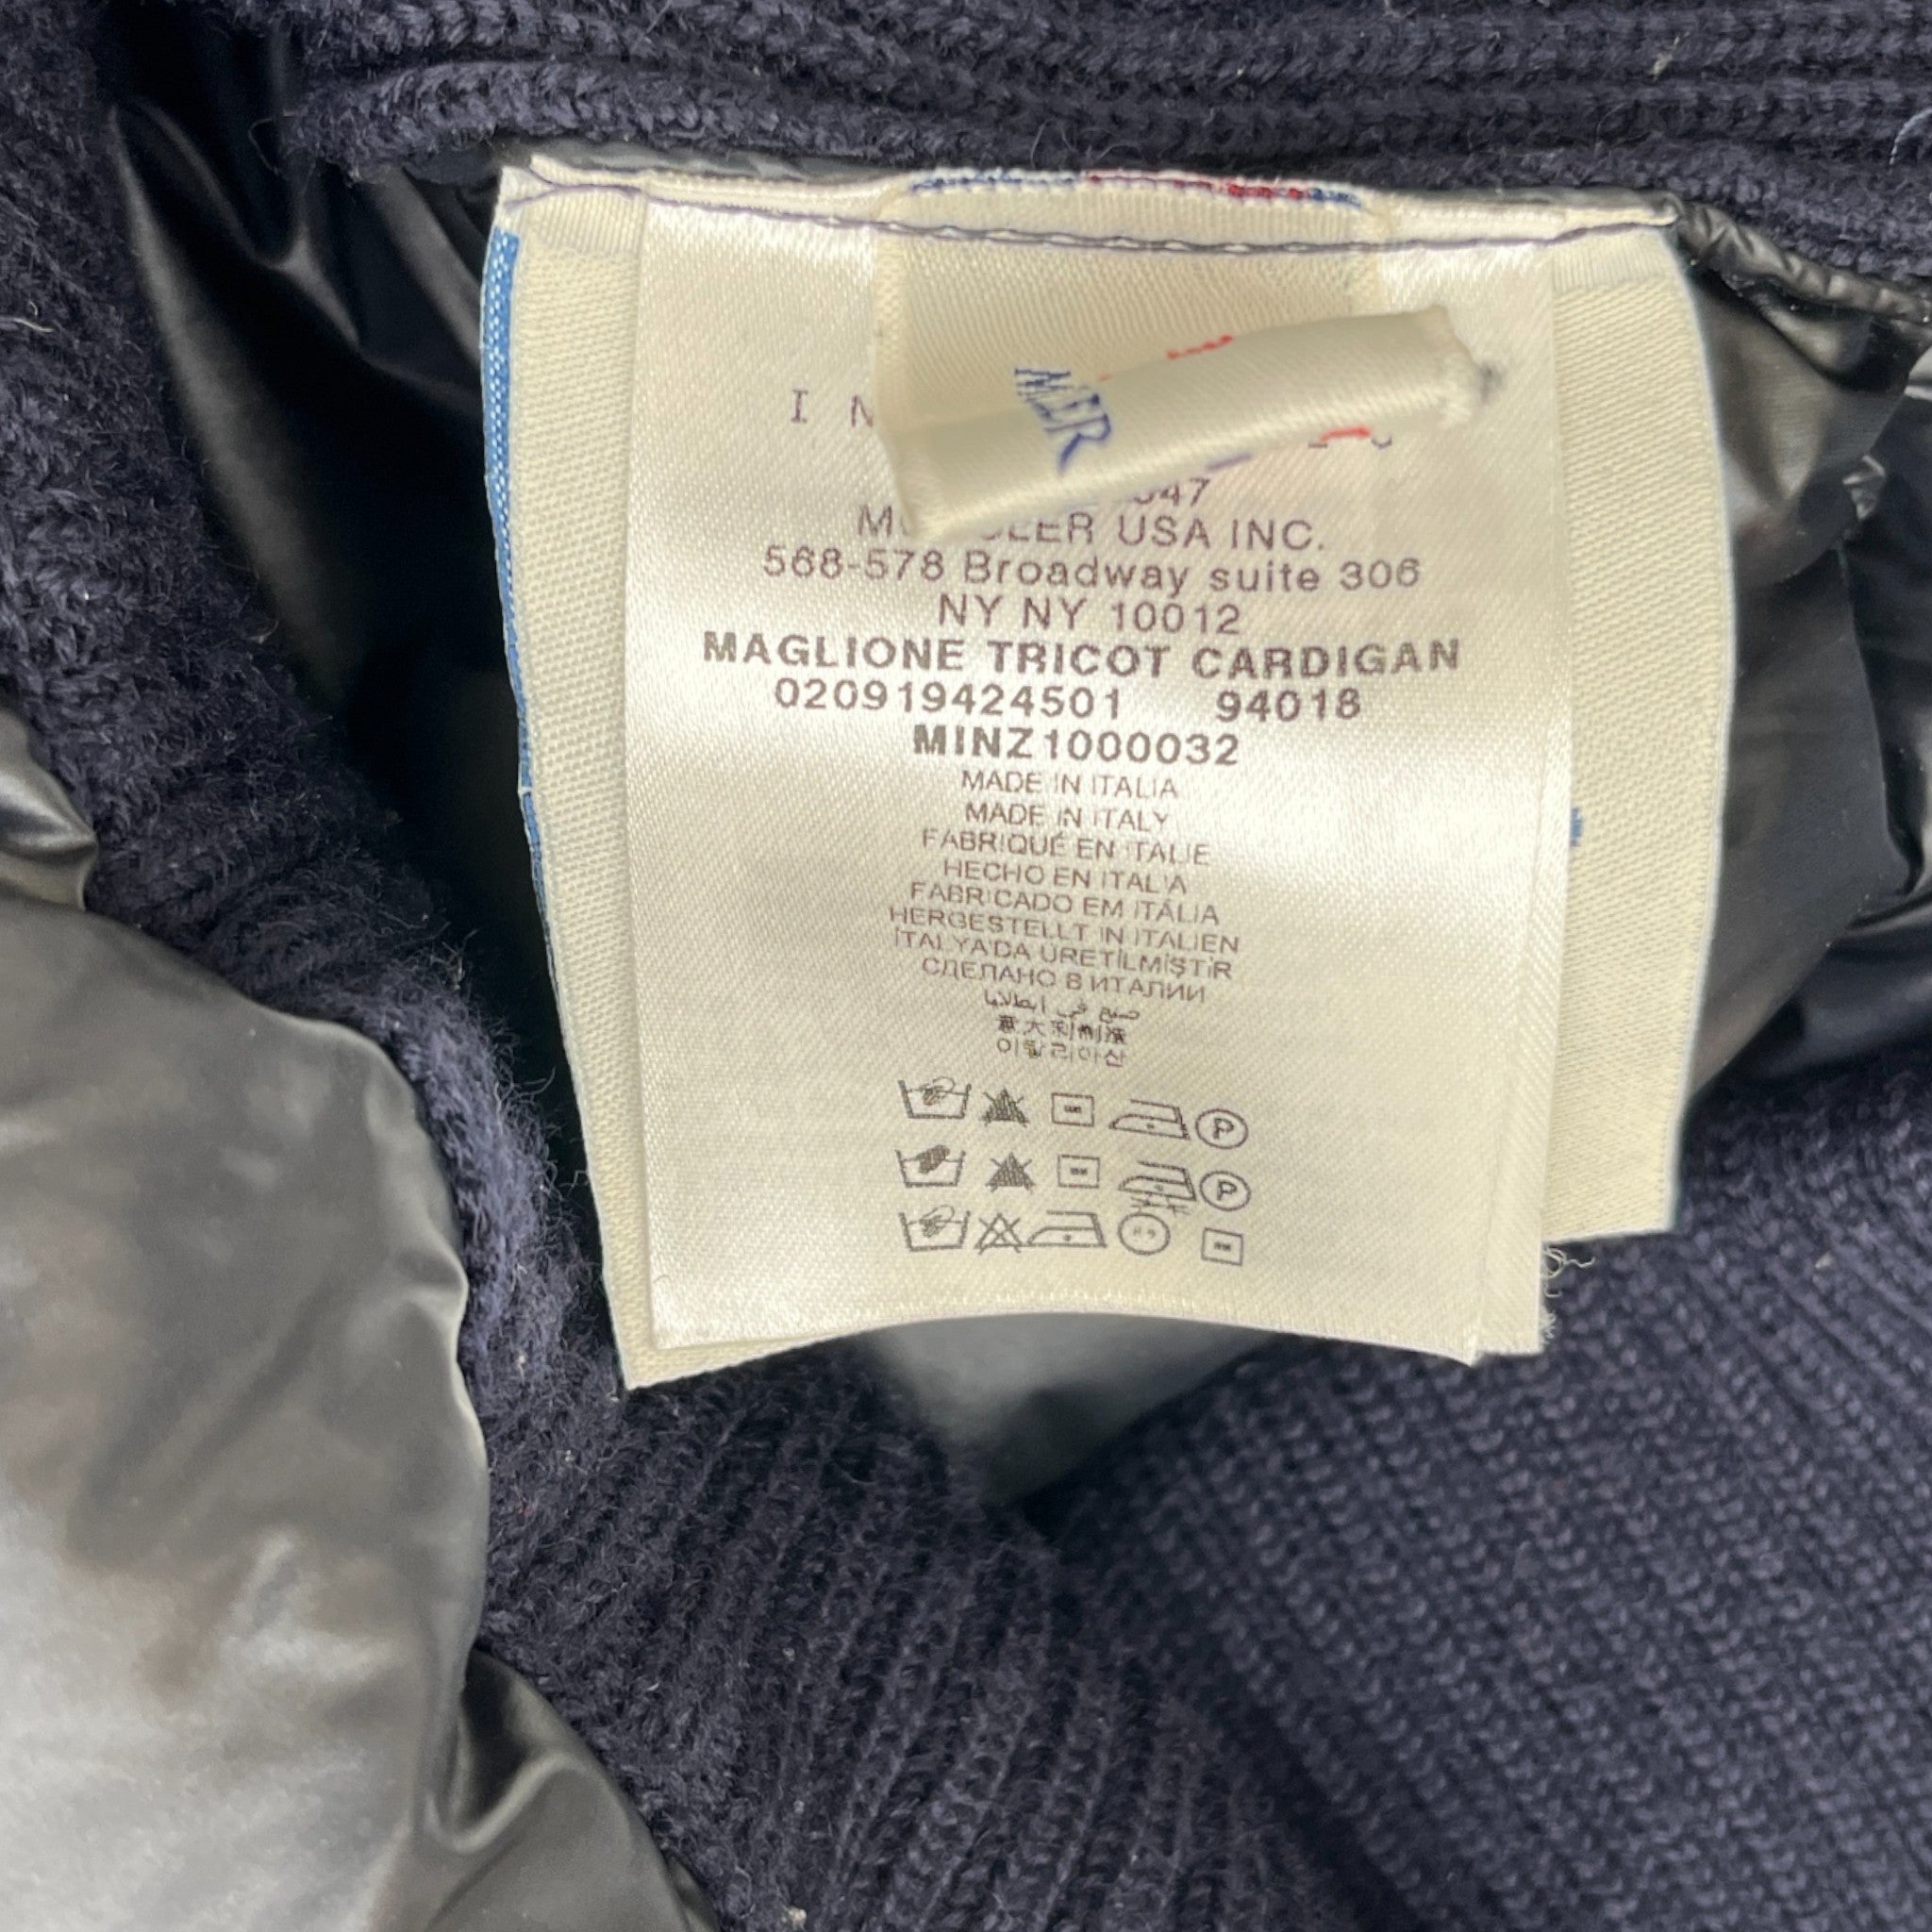 USA INC.
568-578 Broadway suite 306
NY NY 10012
MAGLIONE TRICOT CARDIGAN
020919424501 94018
MINZ1000032
MADE IN ITALIA
MADE IN ITALY
FABRIQUÉ EN ITALIE
HECHO EN ITALIA
FABRICADO EM ITÁLIA
HERGESTELLT IN ITALIEN
İTALYA'DA ÜRETİLMİŞTİR
СДЕЛАНО В ИТАЛИИ
صنع في ايطاليا
意大利制造
이탈리아산
P
P